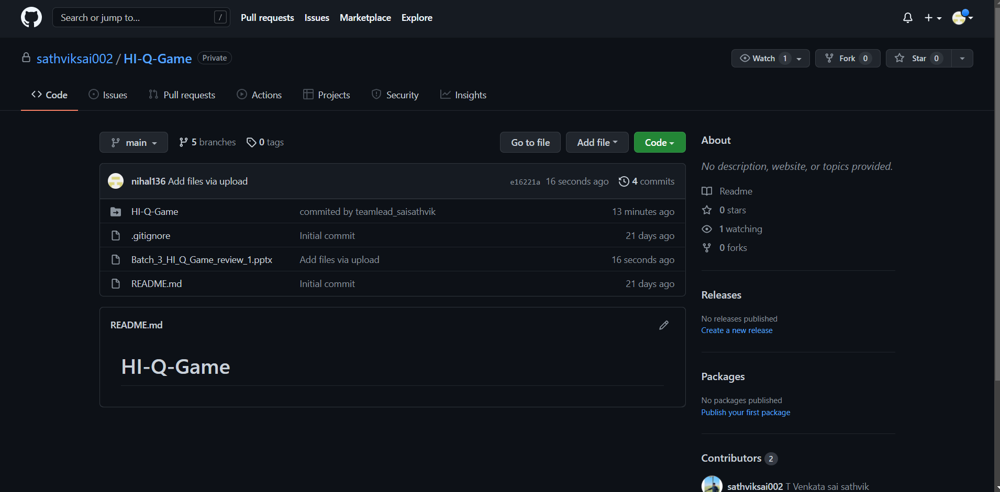 Search or jump to... /
Pull requests Issues Marketplace Explore
sathviksai002 / HI-Q-Game Private
Watch 1 Fork 0 Star 0
Code Issues Pull requests Actions Projects Security Insights
main 5 branches 0 tags
Go to file Add file Code
nihal136 Add files via upload e16221a 16 seconds ago 4 commits
HI-Q-Game commited by teamlead_saisathvik 13 minutes ago
.gitignore Initial commit 21 days ago
Batch_3_HI_Q_Game_review_1.pptx Add files via upload 16 seconds ago
README.md Initial commit 21 days ago
README.md
HI-Q-Game
About
No description, website, or topics provided.
Readme
0 stars
1 watching
0 forks
Releases
No releases published
Create a new release
Packages
No packages published
Publish your first package
Contributors 2
sathviksai002 T Venkata sai sathvik